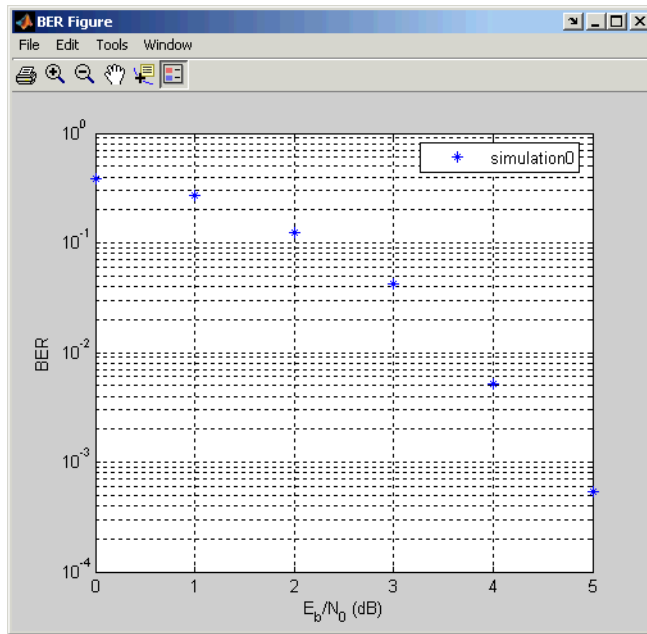 BER Figure
File Edit Tools Window
simulation0
10^0
10^-1
10^-2
10^-3
10^-4
BER
0 1 2 3 4 5
E_b/N_0 (dB)